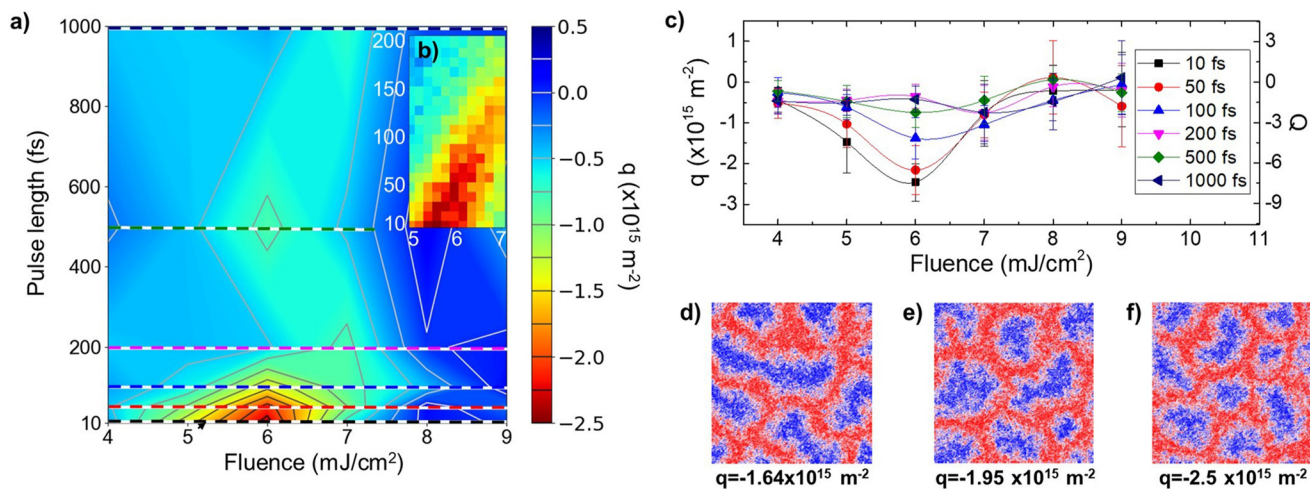 a)
Pulse length (fs)
1000
800
600
400
200
10
4
5
6
7
8
9
Fluence (mJ/cm²)
b)
200
150
100
50
10
5
6
7
0.5
0.0
−0.5
−1.0
−1.5
−2.0
−2.5
q (x10¹⁵ m⁻²)
c)
q (x10¹⁵ m⁻²)
1
0
-1
-2
-3
4
5
6
7
8
9
10
11
Fluence (mJ/cm²)
3
0
-3
-6
-9
Q
10 fs
50 fs
100 fs
200 fs
500 fs
1000 fs
d)
e)
f)
q=-1.64x10¹⁵ m⁻²
q=-1.95 x10¹⁵ m⁻²
q=-2.5 x10¹⁵ m⁻²